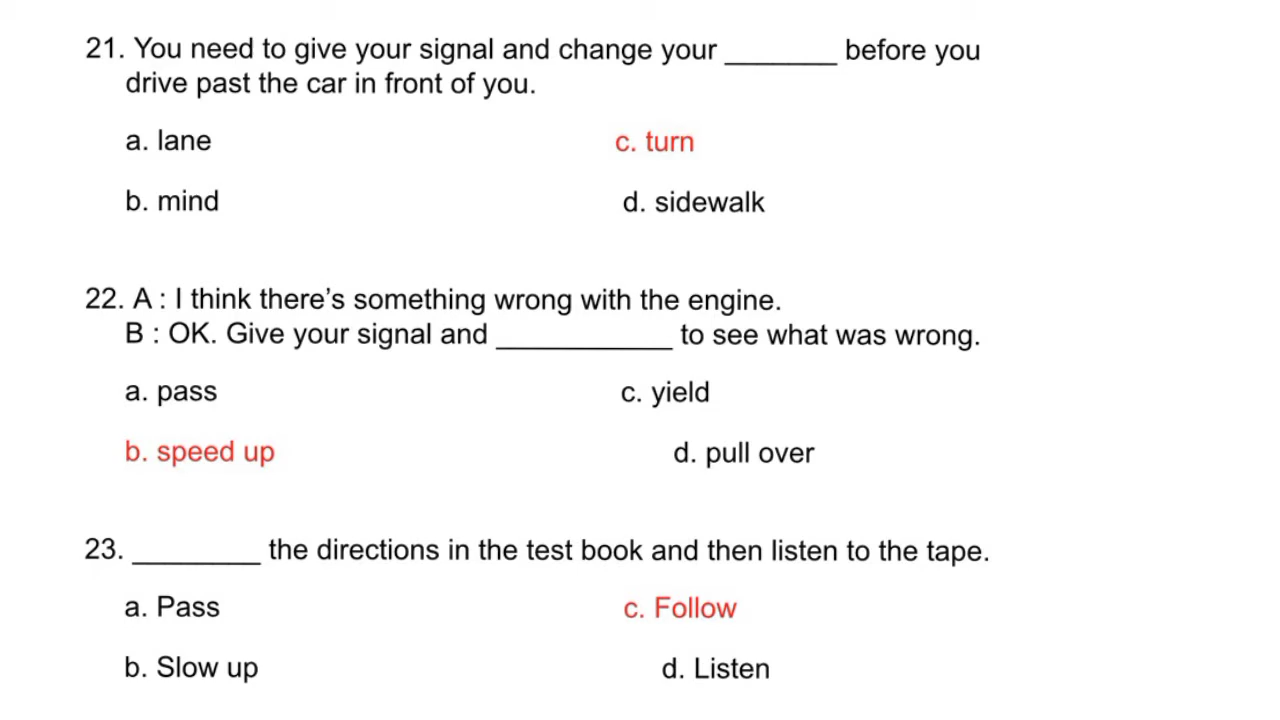 21. You need to give your signal and change your _______ before you
drive past the car in front of you.
a. lane
c. turn
b. mind
d. sidewalk
22. A : I think there’s something wrong with the engine.
B : OK. Give your signal and ___________ to see what was wrong.
a. pass
c. yield
b. speed up
d. pull over
23. ________ the directions in the test book and then listen to the tape.
a. Pass
c. Follow
b. Slow up
d. Listen